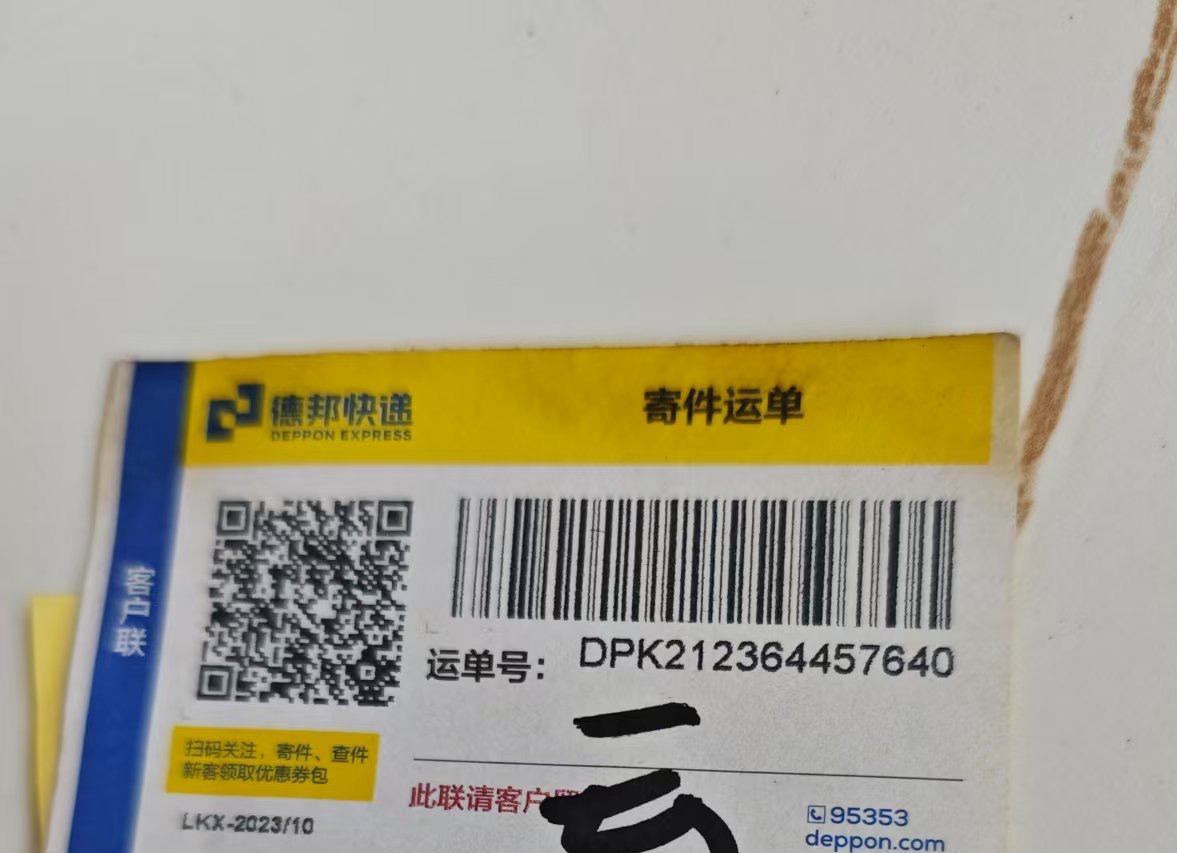 德邦快递
DEPPON EXPRESS
寄件运单
客户联
运单号: DPK212364457640
扫码关注，寄件、查件
新客领取优惠券包
此联请客户
LKX-2023/10
95353
deppon.com